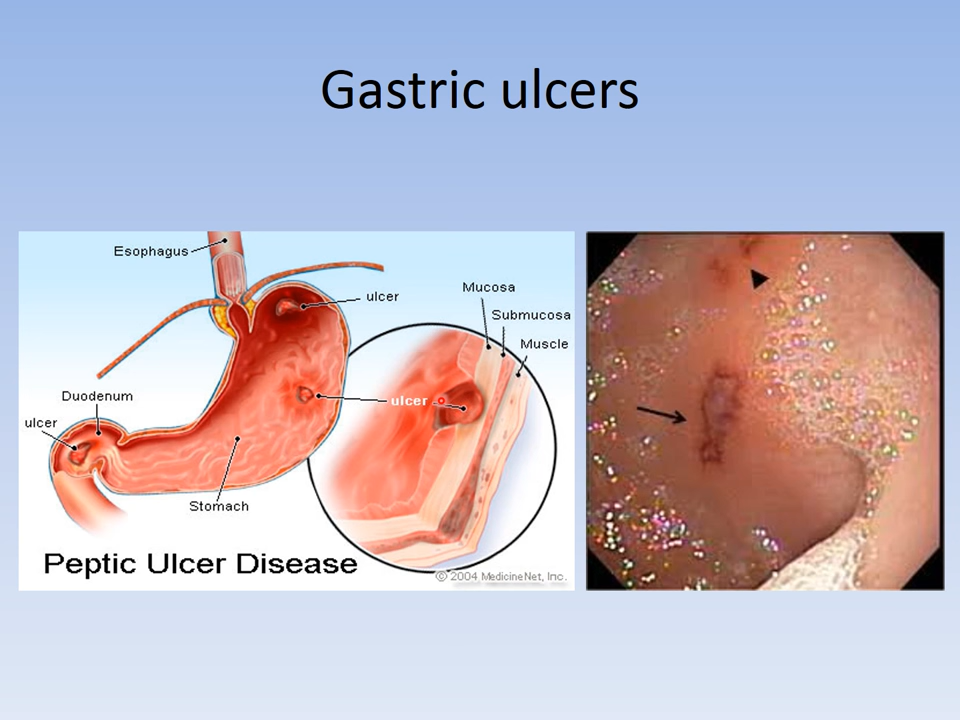 Gastric ulcers
Esophagus
ulcer
Mucosa
Submucosa
Muscle
Duodenum
ulcer
ulcer
Stomach
Peptic Ulcer Disease
© 2004 MedicineNet, Inc.